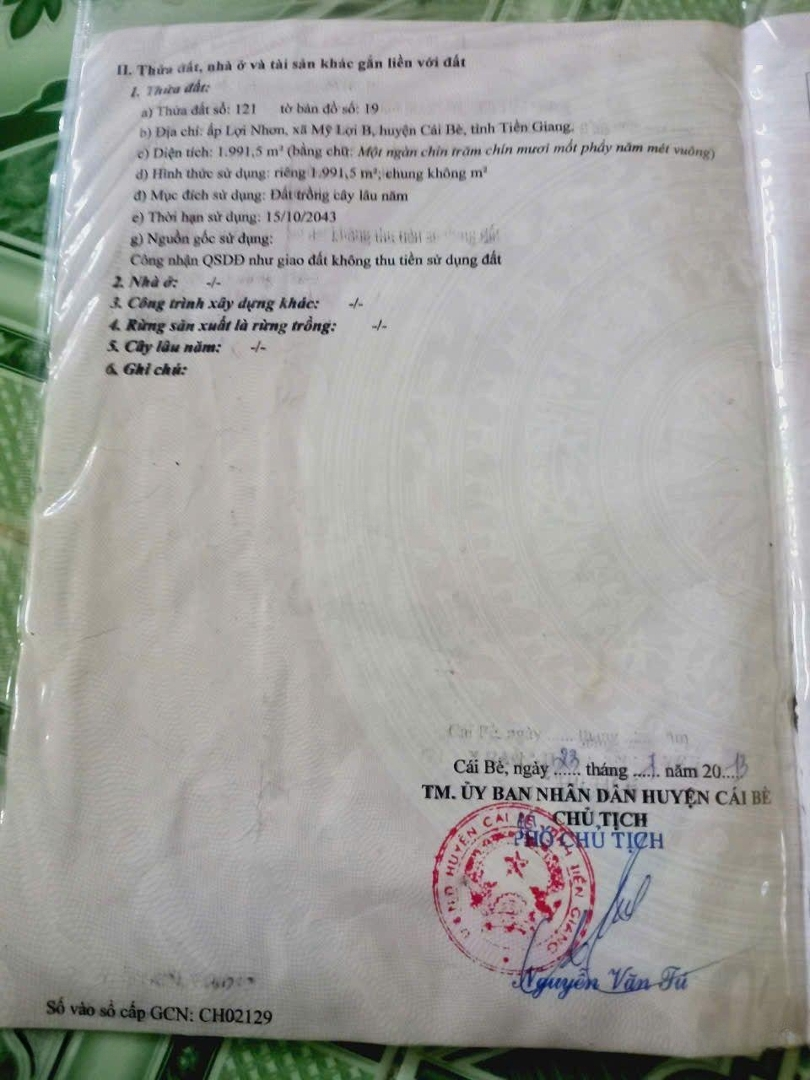 II. Thửa đất, nhà ở và tài sản khác gắn liền với đất
1. Thửa đất:
a) Thửa đất số: 121 tờ bản đồ số: 19
b) Địa chỉ: ấp Lợi Nhơn, xã Mỹ Lợi B, huyện Cái Bè, tỉnh Tiền Giang.
c) Diện tích: 1.991,5 m² (bằng chữ: Một ngàn chín trăm chín mươi mốt phẩy năm mét vuông)
d) Hình thức sử dụng: riêng 1.991,5 m²; chung không m²
đ) Mục đích sử dụng: Đất trồng cây lâu năm
e) Thời hạn sử dụng: 15/10/2043
g) Nguồn gốc sử dụng:
Công nhận QSDĐ như giao đất không thu tiền sử dụng đất
2. Nhà ở: -/-
3. Công trình xây dựng khác: -/-
4. Rừng sản xuất là rừng trồng: -/-
5. Cây lâu năm: -/-
6. Ghi chú:
Cái Bè, ngày 23 tháng 1 năm 2013
TM. ỦY BAN NHÂN DÂN HUYỆN CÁI BÈ
CHỦ TỊCH
PHÓ CHỦ TỊCH
HUYỆN CÁI BÈ TỈNH TIỀN GIANG
Nguyễn Văn Tú
Số vào sổ cấp GCN: CH02129